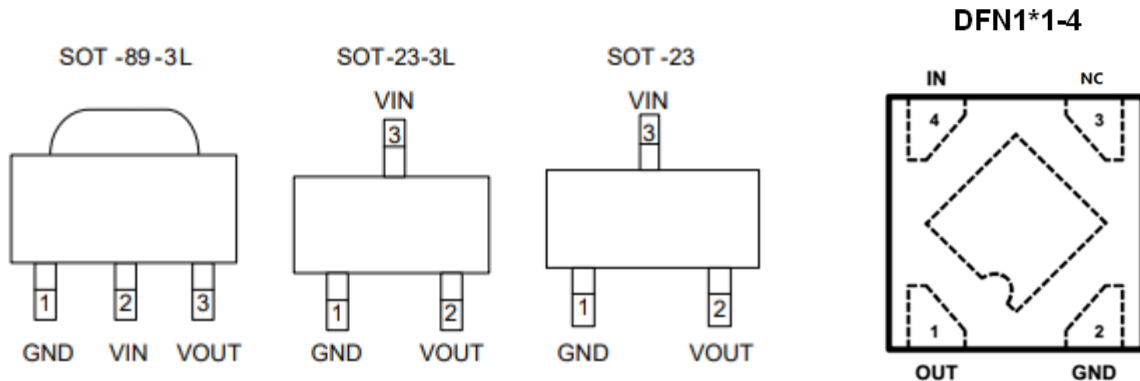 DFN1*1-4
SOT -89-3L
SOT-23-3L
SOT -23
VIN
3
VIN
3
IN
NC
4
3
1
2
3
1
2
1
2
1
2
GND
VIN
VOUT
GND
VOUT
GND
VOUT
OUT
GND